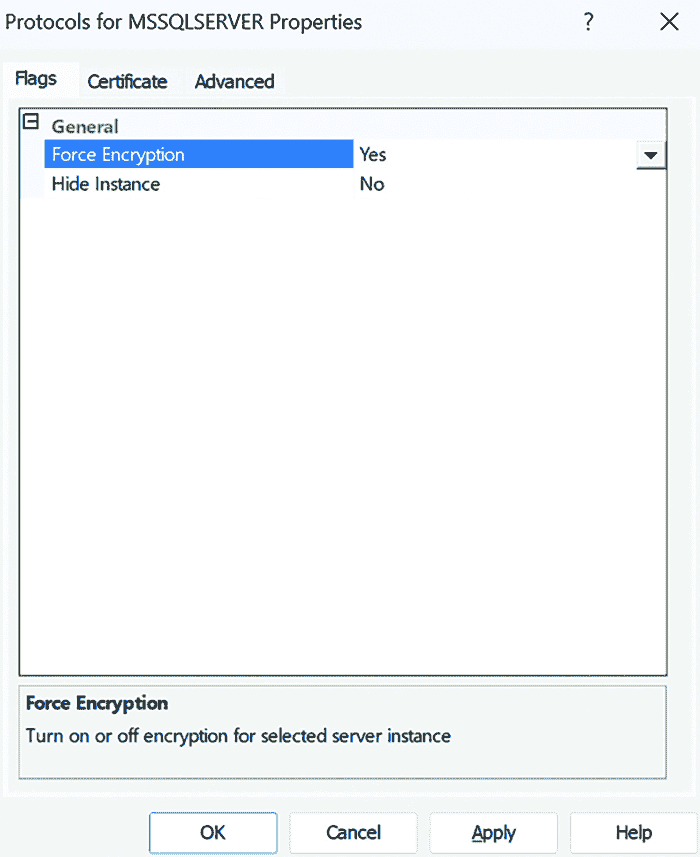 Protocols for MSSQLSERVER Properties ?
Flags Certificate Advanced
General
Force Encryption Yes
Hide Instance No
Force Encryption
Turn on or off encryption for selected server instance
OK Cancel Apply Help